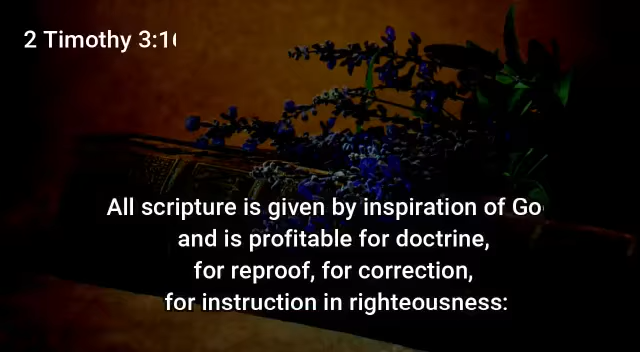 2 Timothy 3:1
All scripture is given by inspiration of Go
and is profitable for doctrine,
for reproof, for correction,
for instruction in righteousness: